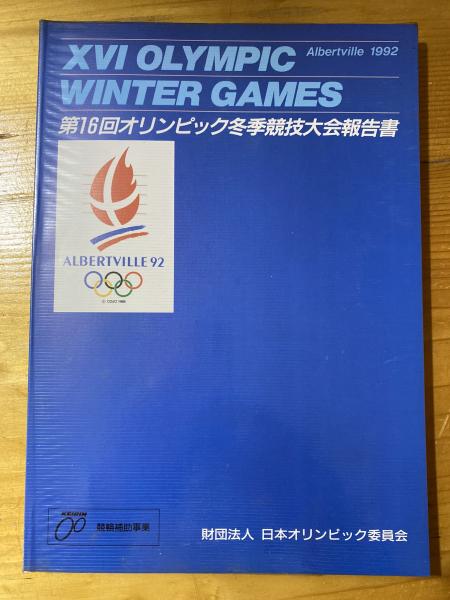 XVI OLYMPIC Albertville 1992
WINTER GAMES
第16回オリンピック冬季競技大会報告書
ALBERTVILLE 92
© COJO 1988
KEIRIN
競輪補助事業
財団法人 日本オリンピック委員会